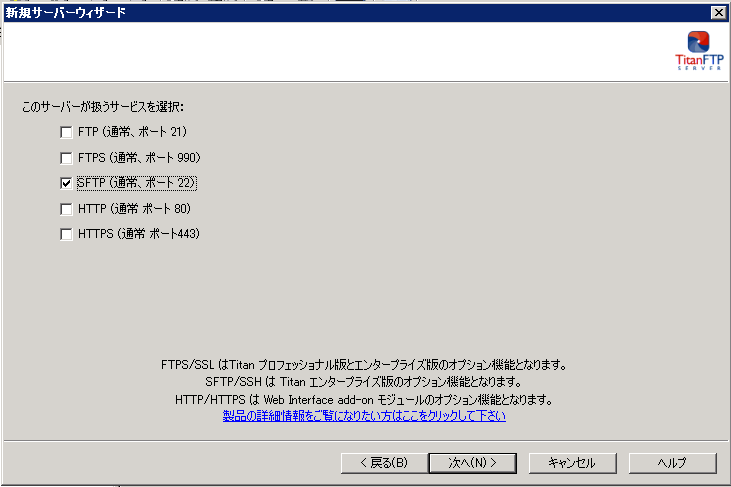 新規サーバーウィザード
TitanFTP
SERVER
このサーバーが扱うサービスを選択:
FTP (通常、ポート 21)
FTPS (通常、ポート 990)
SFTP (通常、ポート 22)
HTTP (通常 ポート 80)
HTTPS (通常 ポート443)
FTPS/SSL はTitan プロフェッショナル版とエンタープライズ版のオプション機能となります。
SFTP/SSH は Titan エンタープライズ版のオプション機能となります。
HTTP/HTTPS は Web Interface add-on モジュールのオプション機能となります。
製品の詳細情報をご覧になりたい方はここをクリックして下さい
< 戻る(B)
次へ(N) >
キャンセル
ヘルプ